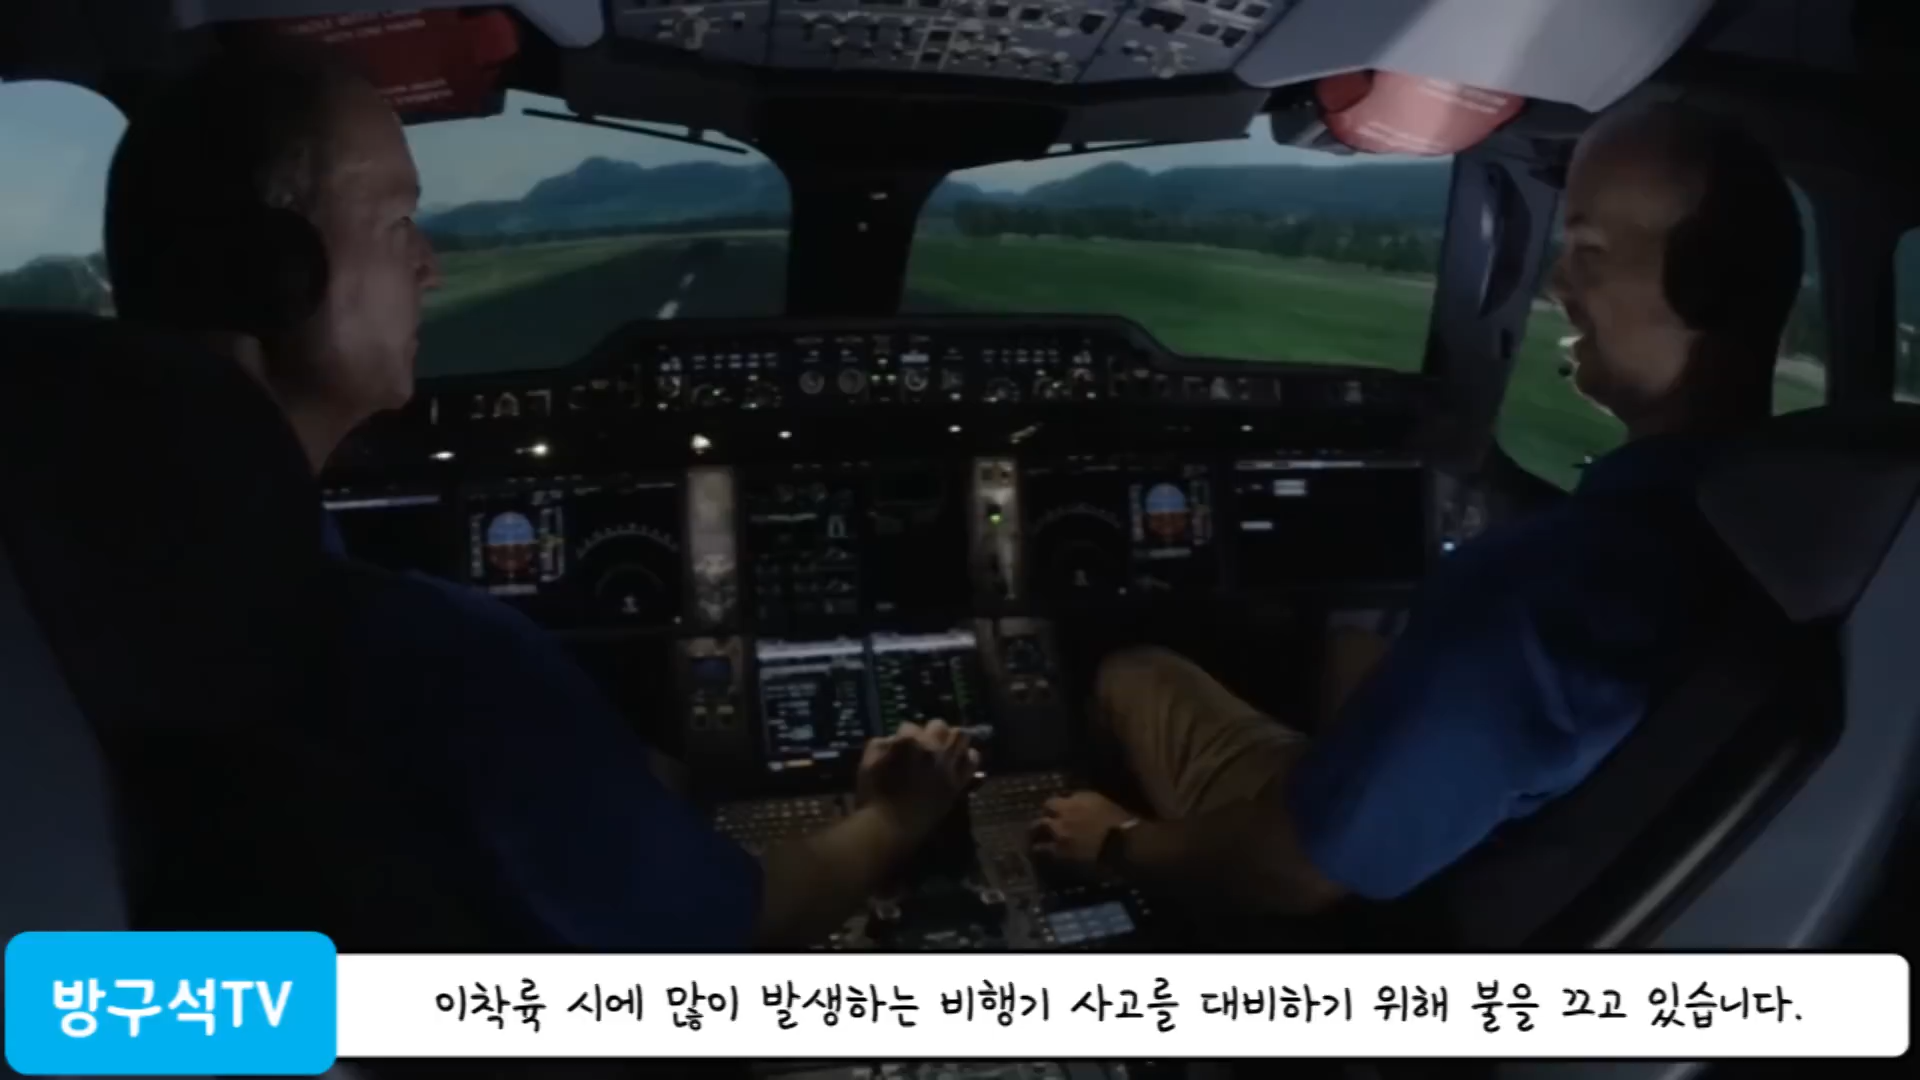 방구석TV
이착륙 시에 많이 발생하는 비행기 사고를 대비하기 위해 불을 끄고 있습니다.